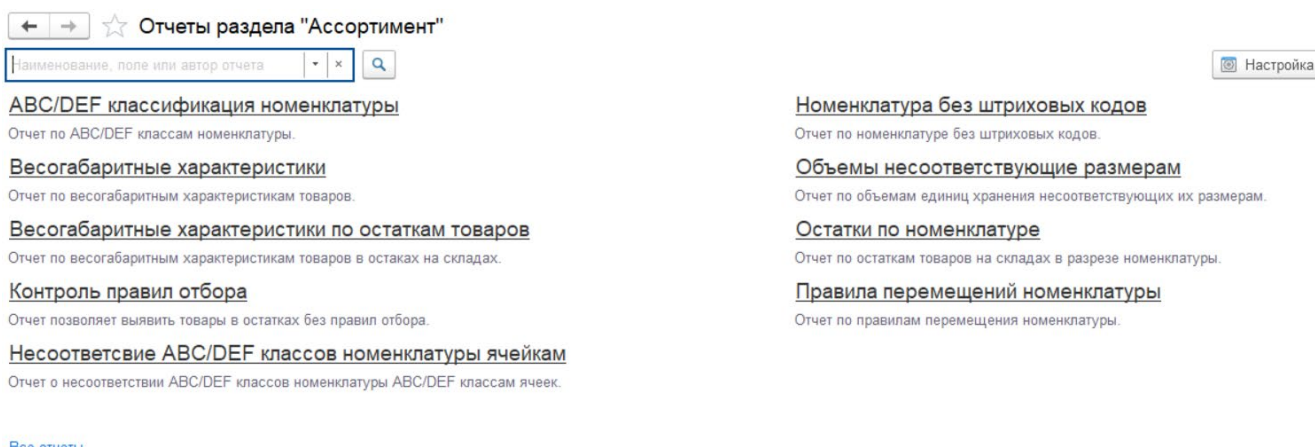 Отчеты раздела "Ассортимент"
Наименование, поле или автор отчета
Настройка
ABC/DEF классификация номенклатуры
Отчет по ABC/DEF классам номенклатуры.
Весогабаритные характеристики
Отчет по весогабаритным характеристикам товаров.
Весогабаритные характеристики по остаткам товаров
Отчет по весогабаритным характеристикам товаров в остаках на складах.
Контроль правил отбора
Отчет позволяет выявить товары в остатках без правил отбора.
Несоответсвие ABC/DEF классов номенклатуры ячейкам
Отчет о несоответствии ABC/DEF классов номенклатуры ABC/DEF классам ячеек.
Номенклатура без штриховых кодов
Отчет по номенклатуре без штриховых кодов.
Объемы несоответствующие размерам
Отчет по объемам единиц хранения несоответствующих их размерам.
Остатки по номенклатуре
Отчет по остаткам товаров на складах в разрезе номенклатуры.
Правила перемещений номенклатуры
Отчет по правилам перемещения номенклатуры.
Все отчеты